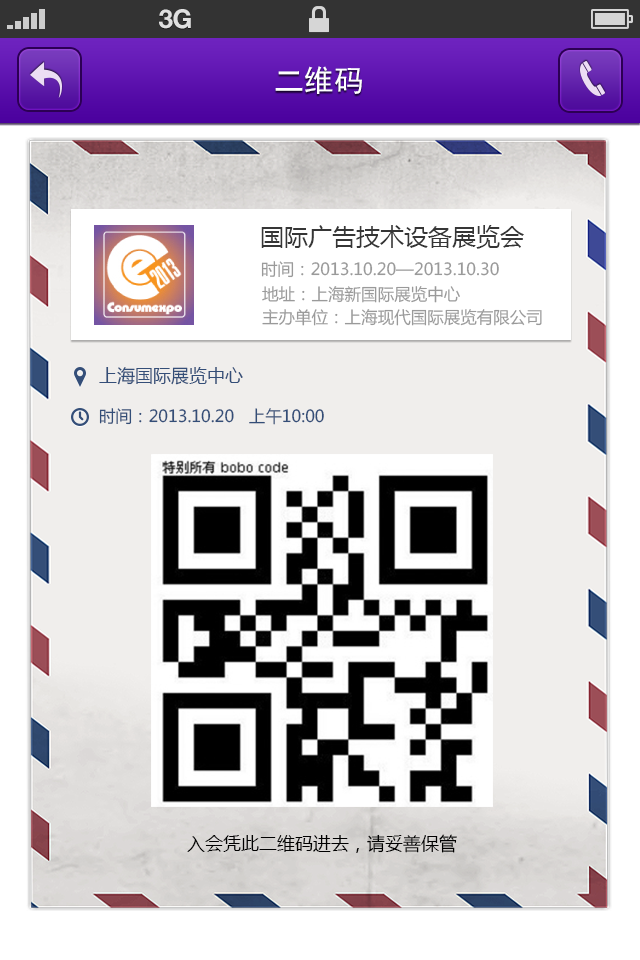 3G
二维码
国际广告技术设备展览会
时间：2013.10.20—2013.10.30
地址：上海新国际展览中心
主办单位：上海现代国际展览有限公司
e 2013
Consumexpo
上海国际展览中心
时间：2013.10.20 上午10:00
特别所有 bobo code
入会凭此二维码进去，请妥善保管